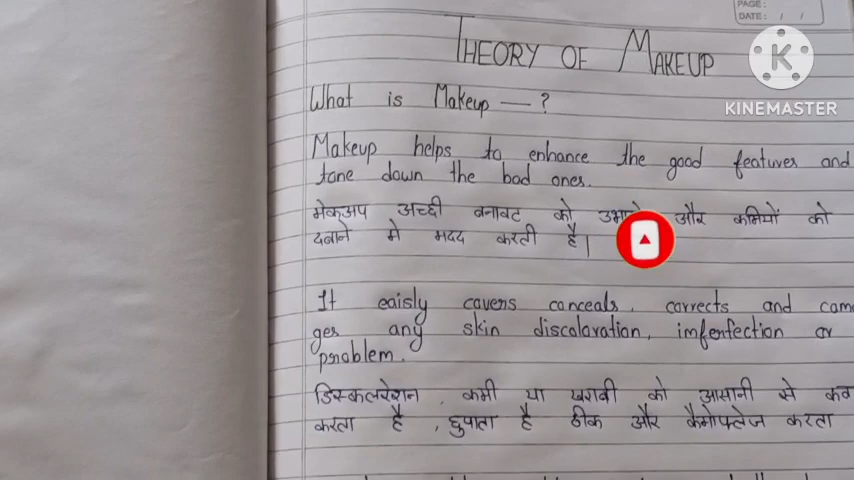 PAGE:
DATE: / /
THEORY OF MAKEUP
KINEMASTER
What is Makeup — ?
Makeup helps to enhance the good features and
tone down the bad ones.
मेकअप अच्छी बनावट को और कमियों को
दबाने मे मदद करती है।
It eaisly covers conceals, corrects and cam
ges any skin discoloration, imperfection or
problem.
डिस्कलरेशन, कमी या खराबी को आसानी से कव
करता है, छुपाता है ठीक और कैमोफ्लेज करता